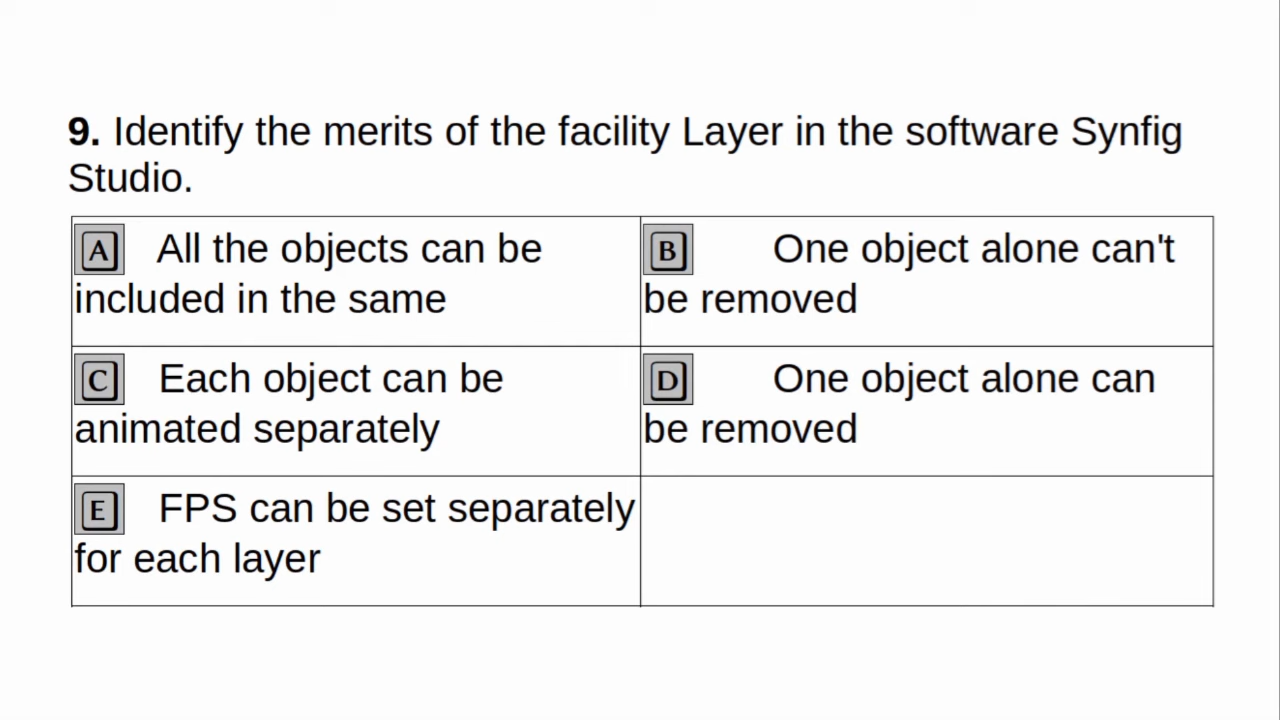 9. Identify the merits of the facility Layer in the software Synfig
Studio.
A All the objects can be
included in the same
B One object alone can't
be removed
C Each object can be
animated separately
D One object alone can
be removed
E FPS can be set separately
for each layer